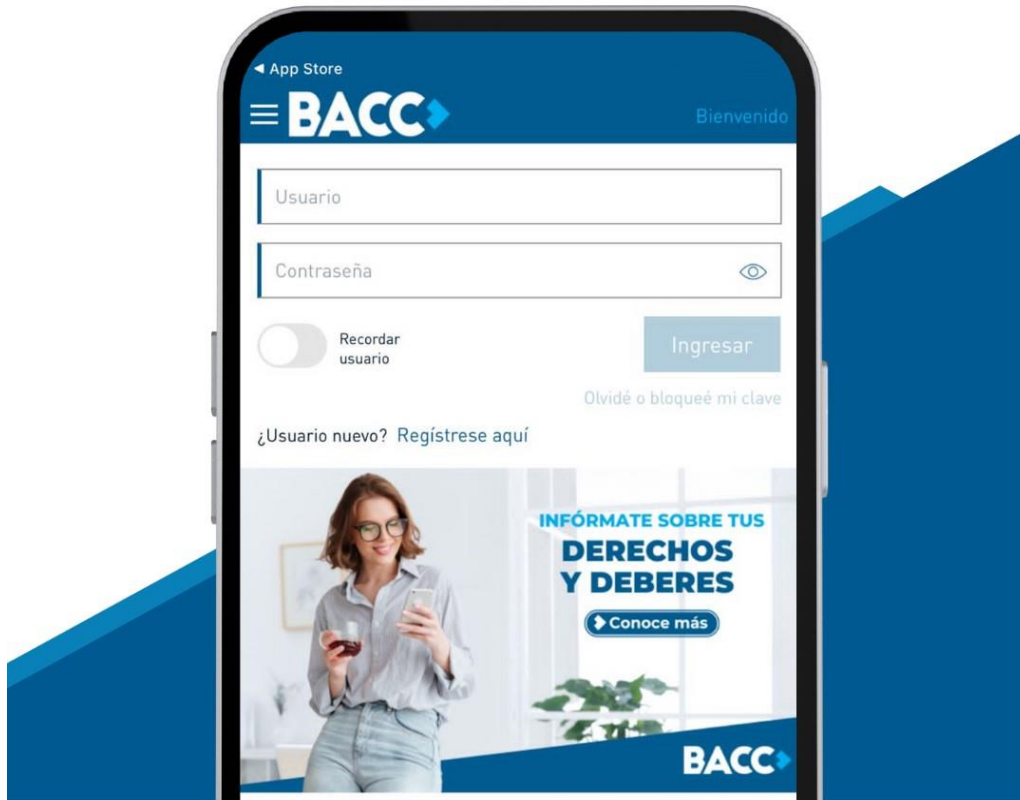 App Store
BACC
Bienvenido
Usuario
Contraseña
Recordar
usuario
Ingresar
Olvidé o bloqueé mi clave
¿Usuario nuevo? Regístrese aquí
INFÓRMATE SOBRE TUS
DERECHOS
Y DEBERES
Conoce más
BACC